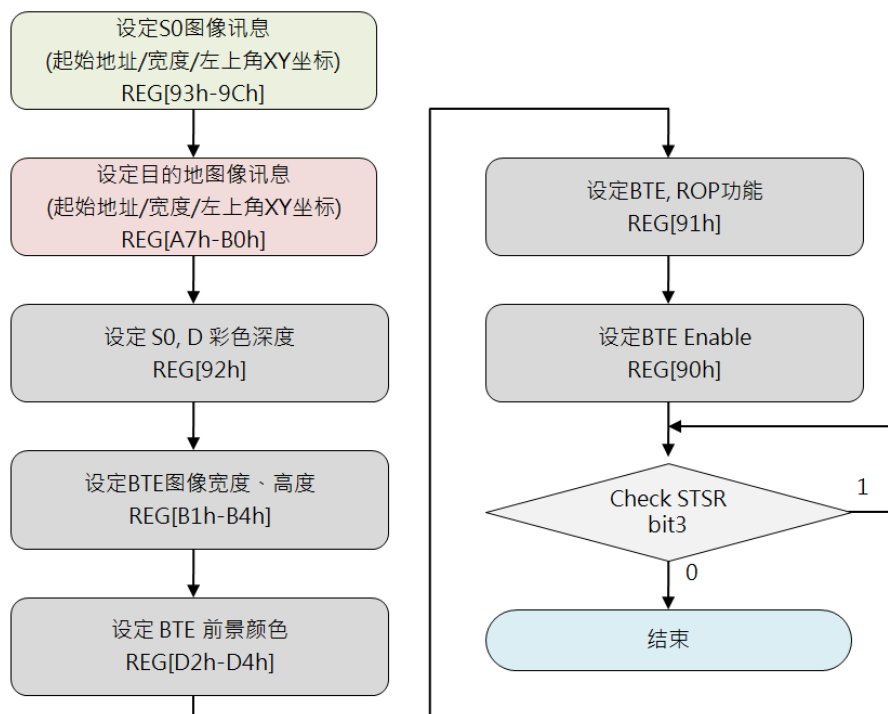 设定S0图像讯息
(起始地址/宽度/左上角XY坐标)
REG[93h-9Ch]
设定目的地图像讯息
(起始地址/宽度/左上角XY坐标)
REG[A7h-B0h]
设定 S0, D 彩色深度
REG[92h]
设定BTE图像宽度、高度
REG[B1h-B4h]
设定 BTE 前景颜色
REG[D2h-D4h]
设定BTE, ROP功能
REG[91h]
设定BTE Enable
REG[90h]
Check STSR
bit3
1
0
结束